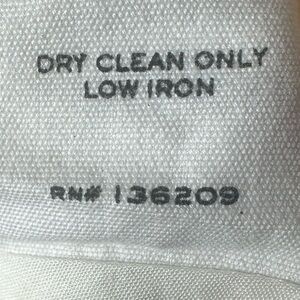 DRY CLEAN ONLY
LOW IRON
RN# 136209